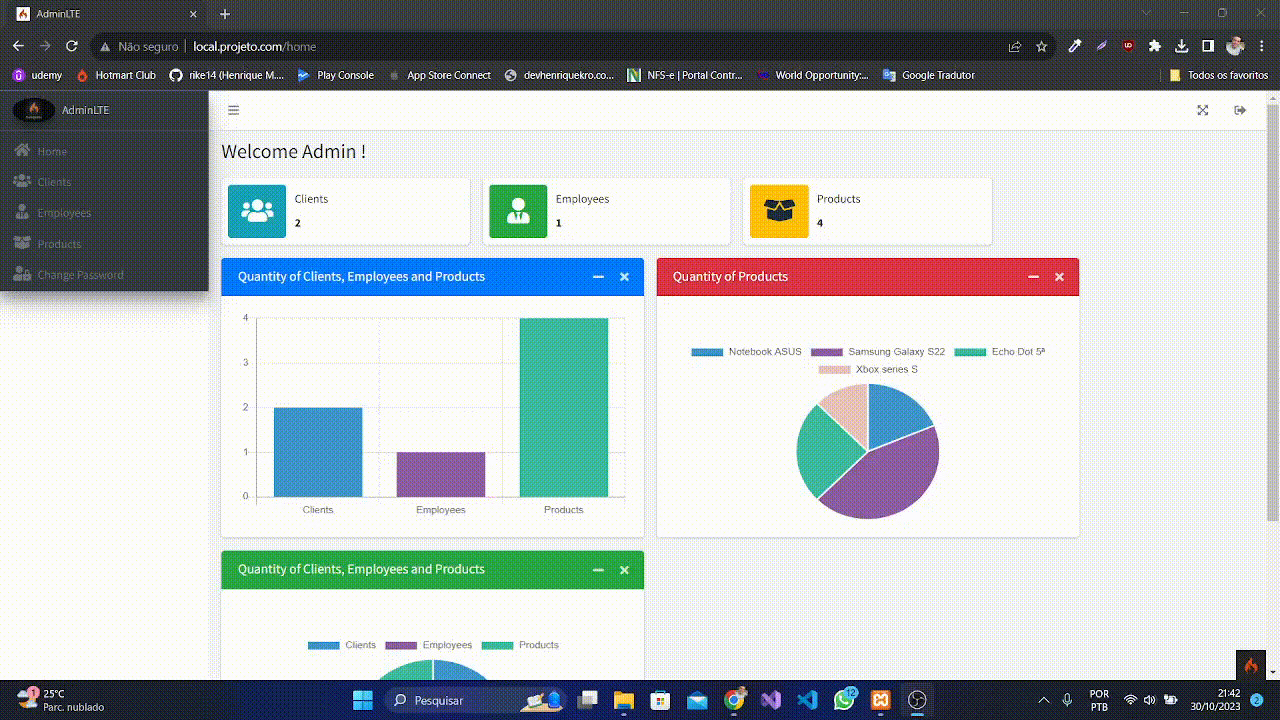 AdminLTE
Não seguro
local.projeto.com/home
udemy
Hotmart Club
rike14 (Henrique M....
Play Console
App Store Connect
devhenriquekro.co...
NFS-e | Portal Contr...
World Opportunity:...
Google Tradutor
Todos os favoritos
AdminLTE
Home
Clients
Employees
Products
Change Password
Welcome Admin !
Clients
2
Employees
1
Products
4
Quantity of Clients, Employees and Products
4
3
2
1
0
Clients Employees Products
Quantity of Products
Notebook ASUS Samsung Galaxy S22 Echo Dot 5ª
Xbox series S
Quantity of Clients, Employees and Products
Clients Employees Products
1
25°C
Parc. nublado
Pesquisar
12
POR
PTB
21:42
30/10/2023
2